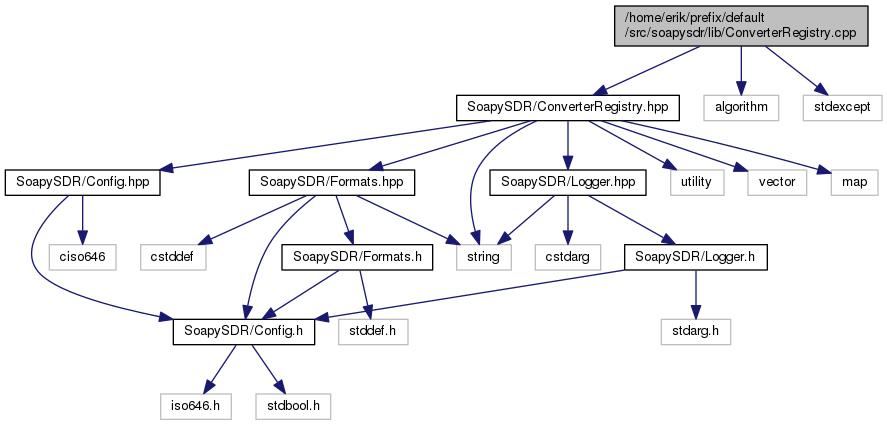 /home/erik/prefix/default
/src/soapysdr/lib/ConverterRegistry.cpp
SoapySDR/ConverterRegistry.hpp
algorithm
stdexcept
SoapySDR/Config.hpp
SoapySDR/Formats.hpp
SoapySDR/Logger.hpp
utility
vector
map
ciso646
cstddef
SoapySDR/Formats.h
string
cstdarg
SoapySDR/Logger.h
SoapySDR/Config.h
stddef.h
stdarg.h
iso646.h
stdbool.h